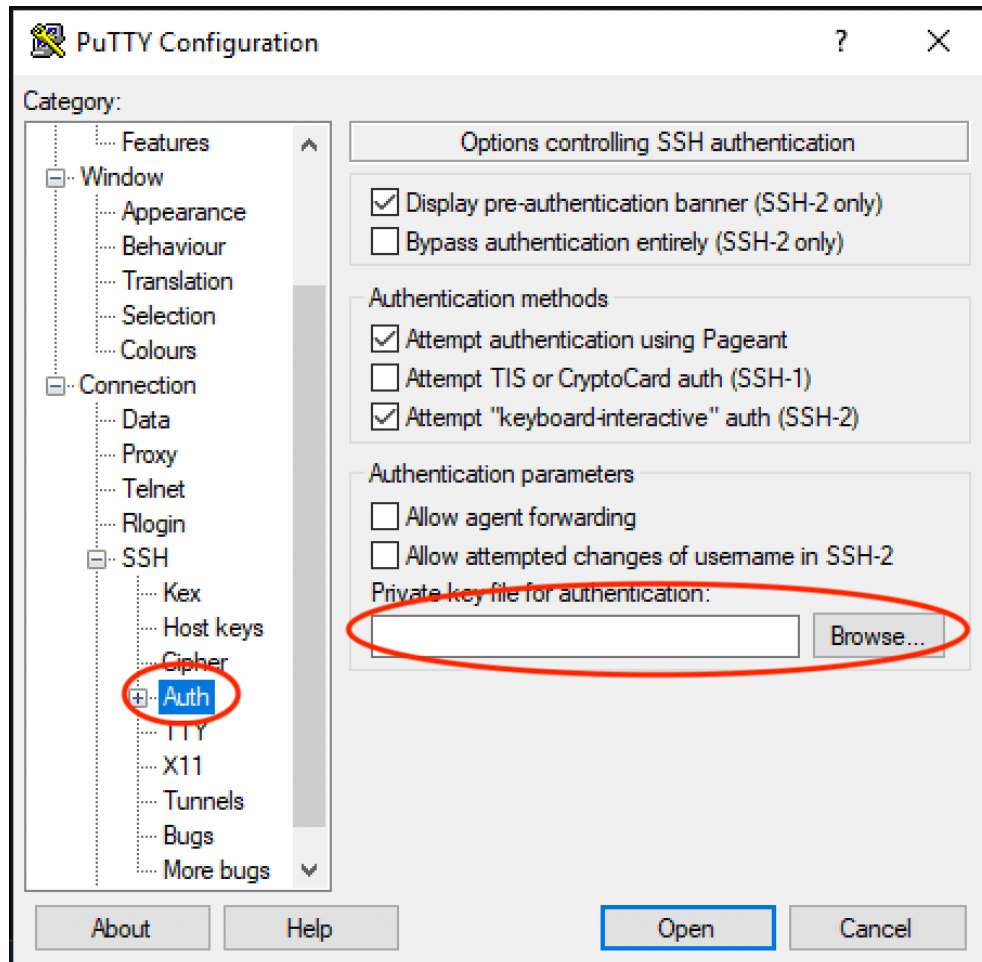 PuTTY Configuration
?
Category:
Features
Window
Appearance
Behaviour
Translation
Selection
Colours
Connection
Data
Proxy
Telnet
Rlogin
SSH
Kex
Host keys
Cipher
Auth
TTY
X11
Tunnels
Bugs
More bugs
Options controlling SSH authentication
Display pre-authentication banner (SSH-2 only)
Bypass authentication entirely (SSH-2 only)
Authentication methods
Attempt authentication using Pageant
Attempt TIS or CryptoCard auth (SSH-1)
Attempt "keyboard-interactive" auth (SSH-2)
Authentication parameters
Allow agent forwarding
Allow attempted changes of username in SSH-2
Private key file for authentication:
Browse...
About
Help
Open
Cancel